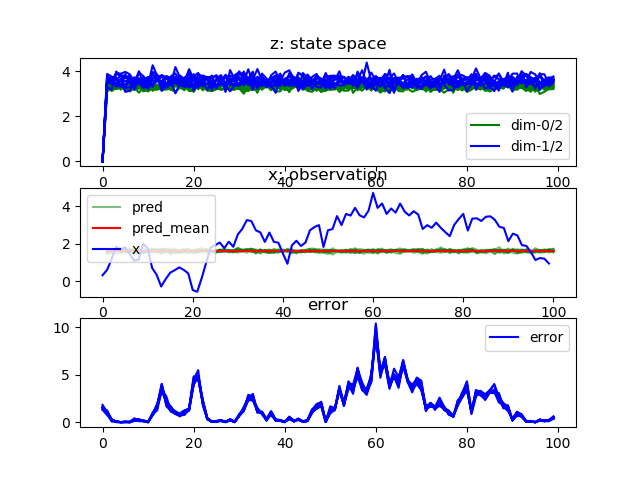 z: state space
4
2
0
dim-0/2
dim-1/2
0 20 40 60 80 100
x: observation
4
2
0
pred
pred_mean
x
0 20 40 60 80 100
error
10
5
0
error
0 20 40 60 80 100